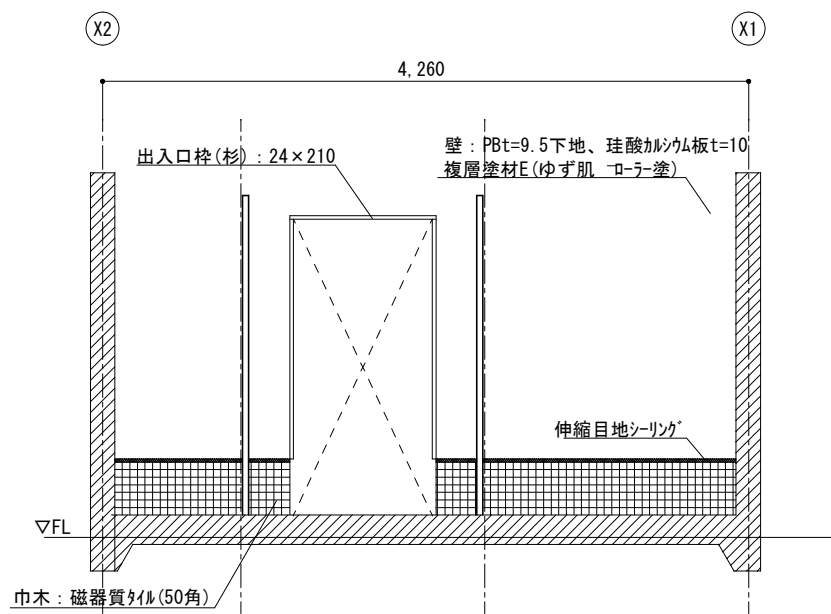 X2
X1
4,260
出入口枠(杉)：24×210
壁：PBt=9.5下地、珪酸ｶﾙｼｳﾑ板t=10
複層塗材E(ゆず肌 ﾛｰﾗｰ塗)
伸縮目地ｼｰﾘﾝｸﾞ
▽FL
巾木：磁器質ﾀｲﾙ(50角)